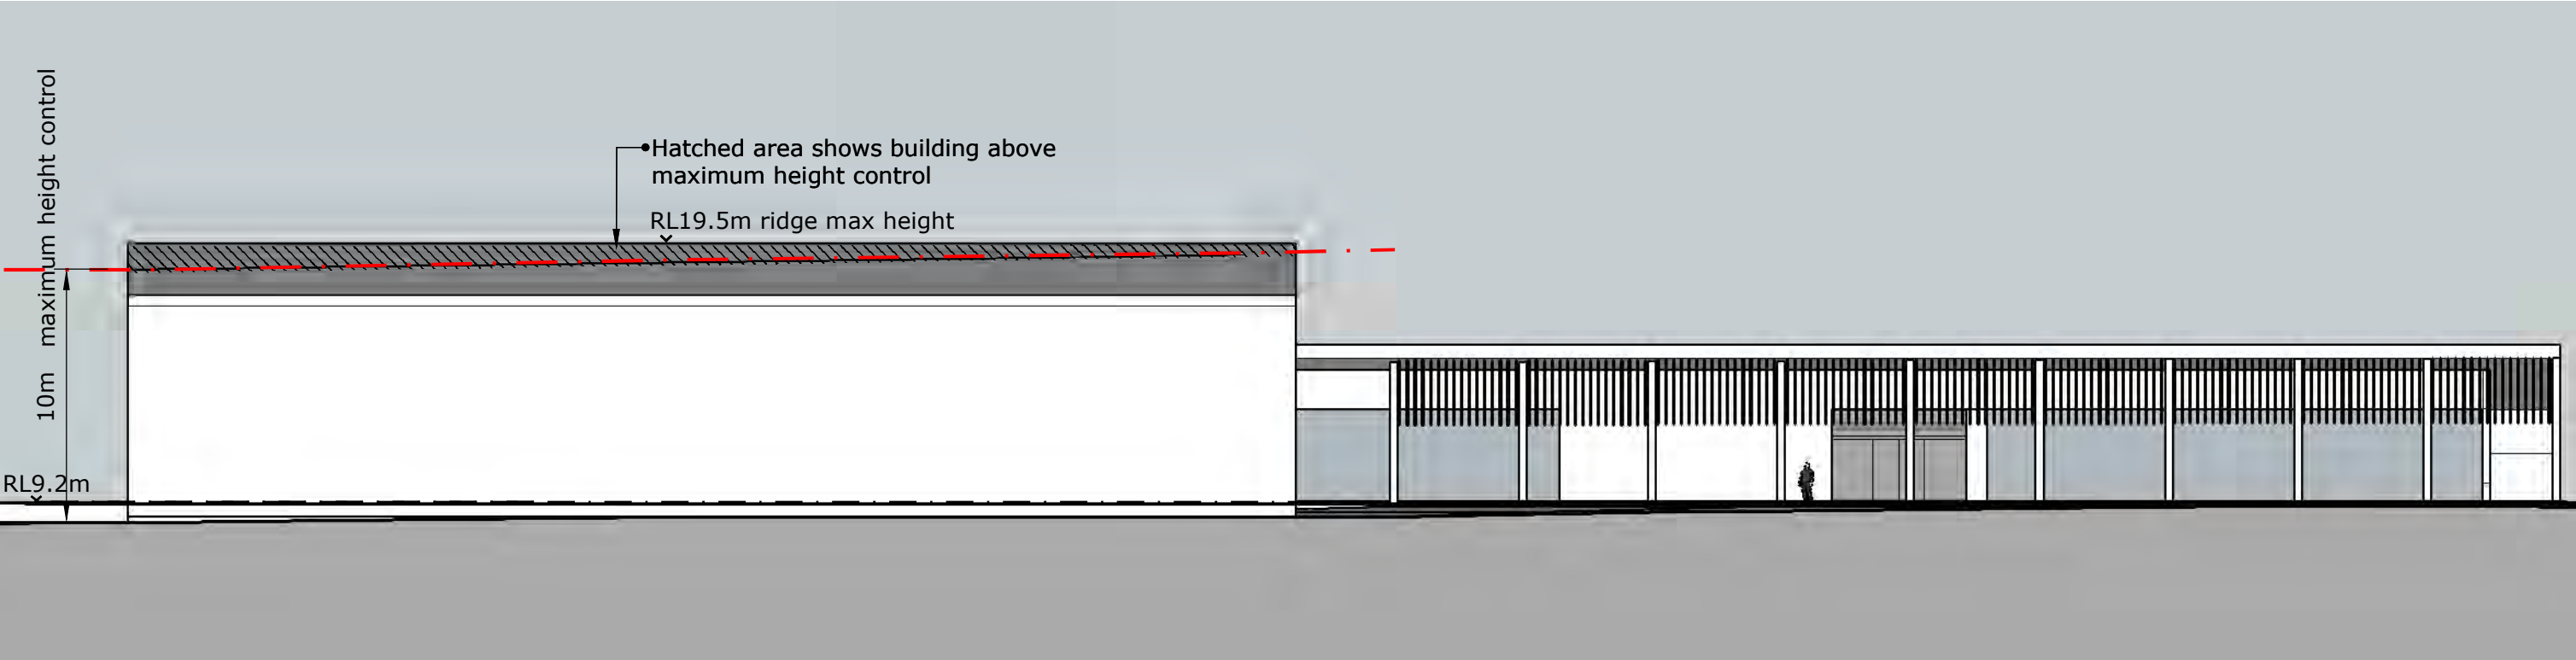 10m maximum height control
Hatched area shows building above
maximum height control
RL19.5m ridge max height
RL9.2m